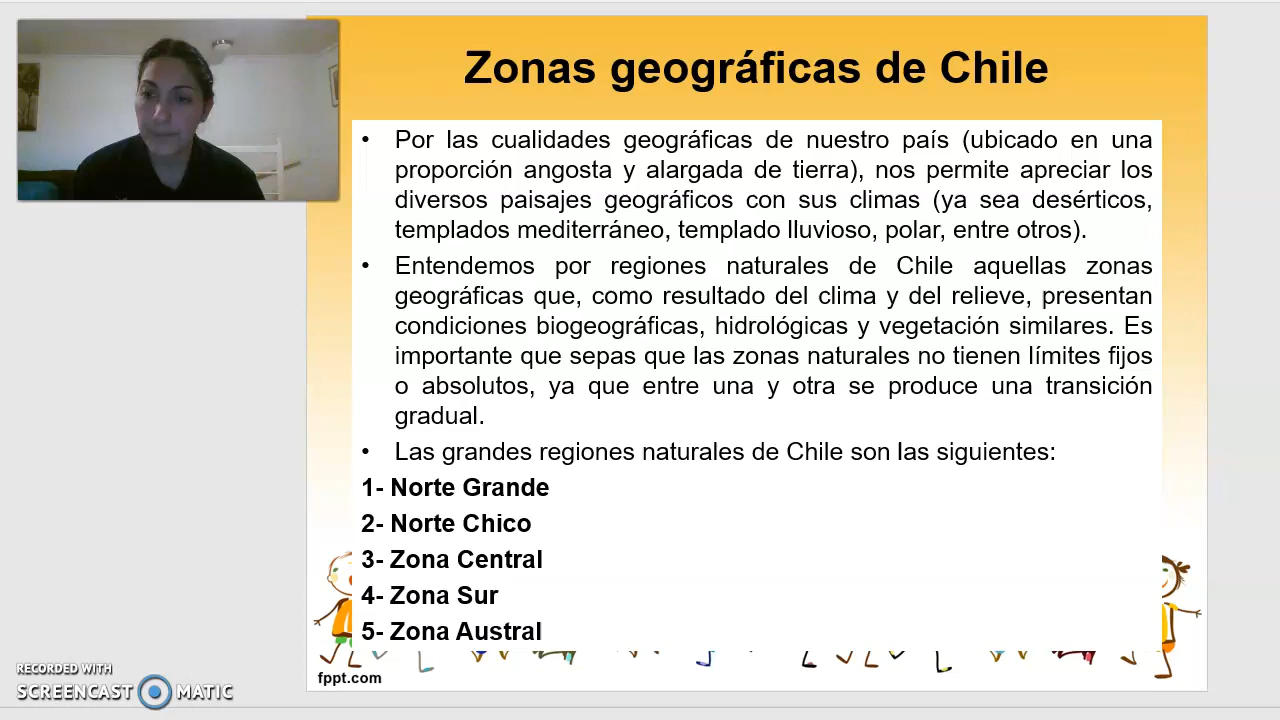 Zonas geográficas de Chile
• Por las cualidades geográficas de nuestro país (ubicado en una
proporción angosta y alargada de tierra), nos permite apreciar los
diversos paisajes geográficos con sus climas (ya sea desérticos,
templados mediterráneo, templado lluvioso, polar, entre otros).
• Entendemos por regiones naturales de Chile aquellas zonas
geográficas que, como resultado del clima y del relieve, presentan
condiciones biogeográficas, hidrológicas y vegetación similares. Es
importante que sepas que las zonas naturales no tienen límites fijos
o absolutos, ya que entre una y otra se produce una transición
gradual.
• Las grandes regiones naturales de Chile son las siguientes:
1- Norte Grande
2- Norte Chico
3- Zona Central
4- Zona Sur
5- Zona Austral
fppt.com
RECORDED WITH
SCREENCAST MATIC